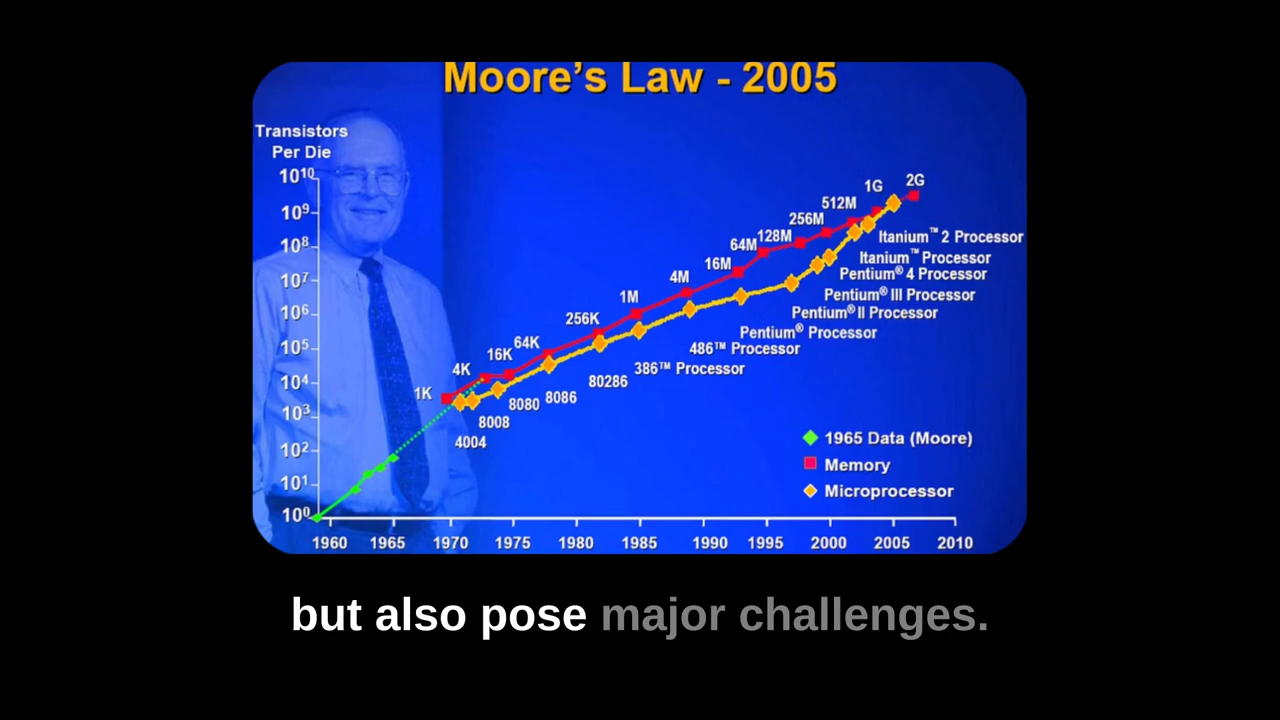 Moore's Law - 2005
Transistors
Per Die
10¹⁰
10⁹
10⁸
10⁷
10⁶
10⁵
10⁴
10³
10²
10¹
10⁰
1960 1965 1970 1975 1980 1985 1990 1995 2000 2005 2010
1K
4K
16K
64K
256K
1M
4M
16M
64M
128M
256M
512M
1G
2G
4004
8008
8080
8086
80286
386™ Processor
486™ Processor
Pentium® Processor
Pentium® II Processor
Pentium® III Processor
Pentium® 4 Processor
Itanium™ Processor
Itanium™ 2 Processor
1965 Data (Moore)
Memory
Microprocessor
but also pose major challenges.